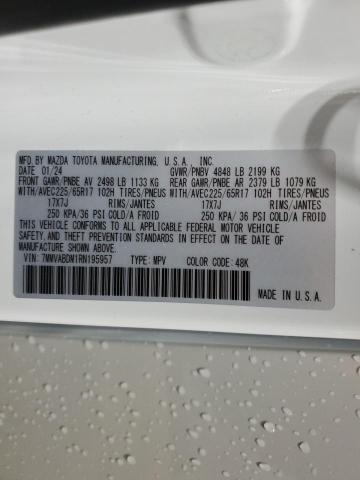 MFD. BY MAZDA TOYOTA MANUFACTURING, U.S.A., INC.
DATE 01/24 GVWR/PNBV 4848 LB 2199 KG
FRONT GAWR/PNBE AV 2498 LB 1133 KG REAR GAWR/PNBE AR 2379 LB 1079 KG
WITH/AVEC225/65R17 102H TIRES/PNEUS WITH/AVEC225/65R17 102H TIRES/PNEUS
17X7J RIMS/JANTES 17X7J RIMS/JANTES
250 KPA/36 PSI COLD/A FROID 250 KPA/36 PSI COLD/A FROID
THIS VEHICLE CONFORMS TO ALL APPLICABLE FEDERAL MOTOR VEHICLE
SAFETY, AND THEFT PREVENTION STANDARDS IN EFFECT ON THE DATE OF
MANUFACTURE SHOWN ABOVE.
VIN: 7MMVABDM1RN195957 TYPE: MPV COLOR CODE: 48K
MADE IN U.S.A.